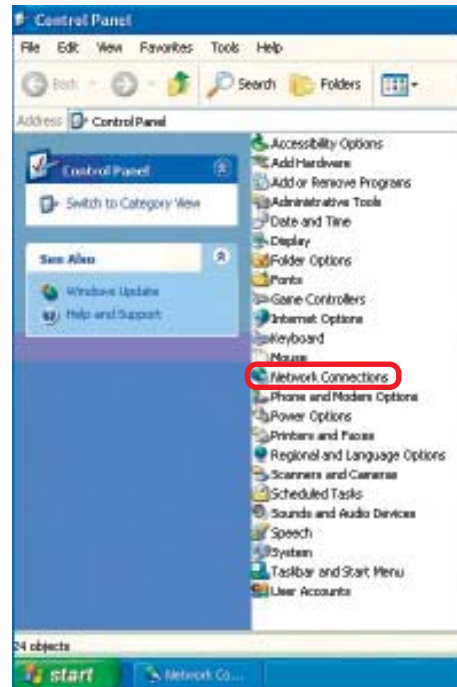 Control Panel
File Edit View Favorites Tools Help
Back Search Folders
Address Control Panel
Control Panel
Switch to Category View
See Also
Windows Update
Help and Support
Accessibility Options
Add Hardware
Add or Remove Programs
Administrative Tools
Date and Time
Display
Folder Options
Fonts
Game Controllers
Internet Options
Keyboard
Mouse
Network Connections
Phone and Modem Options
Power Options
Printers and Faxes
Regional and Language Options
Scanners and Cameras
Scheduled Tasks
Sounds and Audio Devices
Speech
System
Taskbar and Start Menu
User Accounts
24 objects
start Network Co...